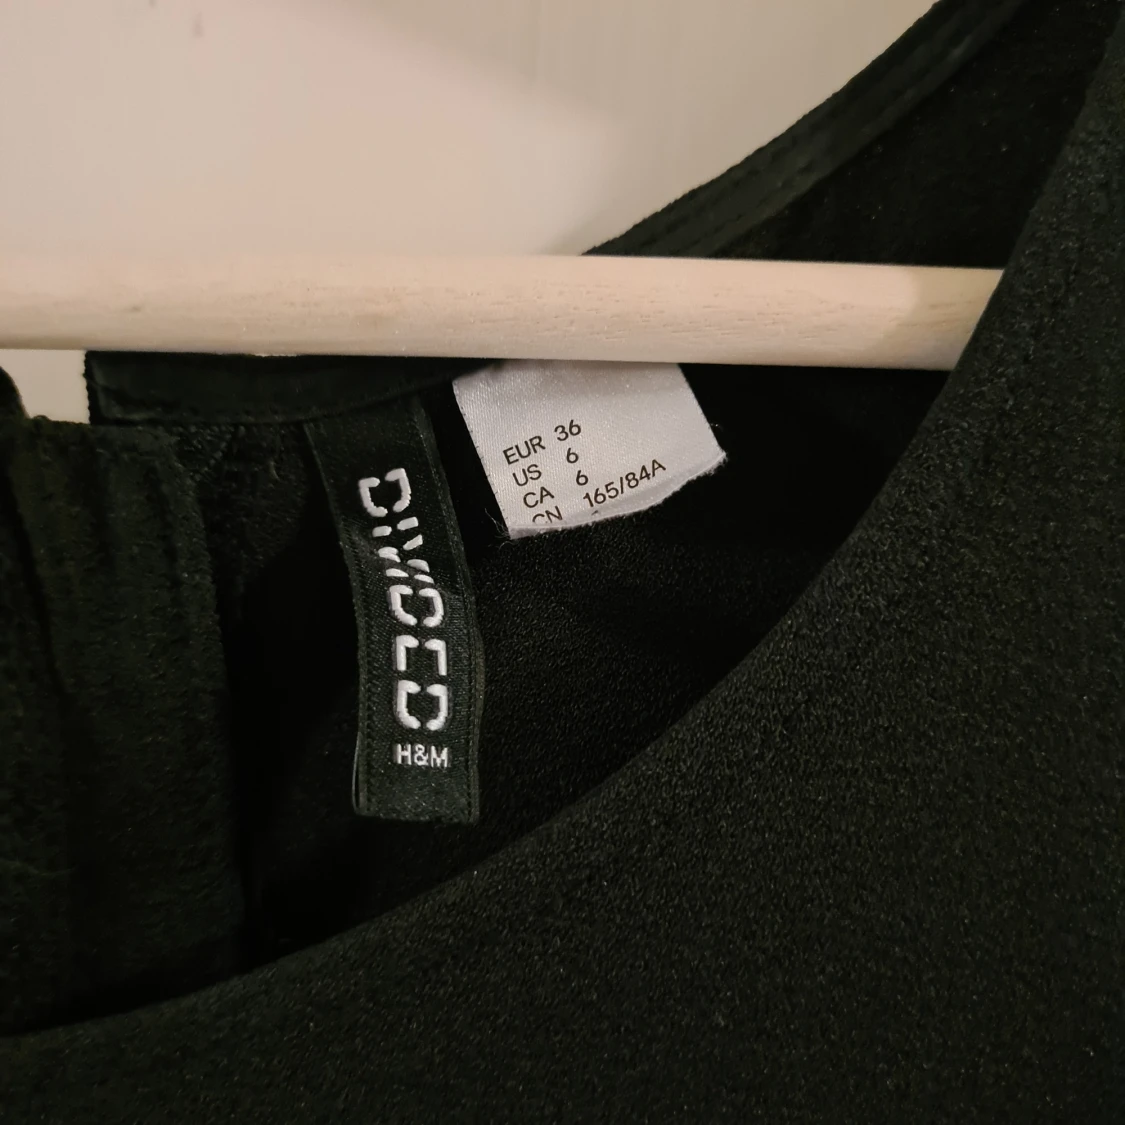 EUR 36
US 6
CA 6
CN 165/84A
DIVIDED
H&M